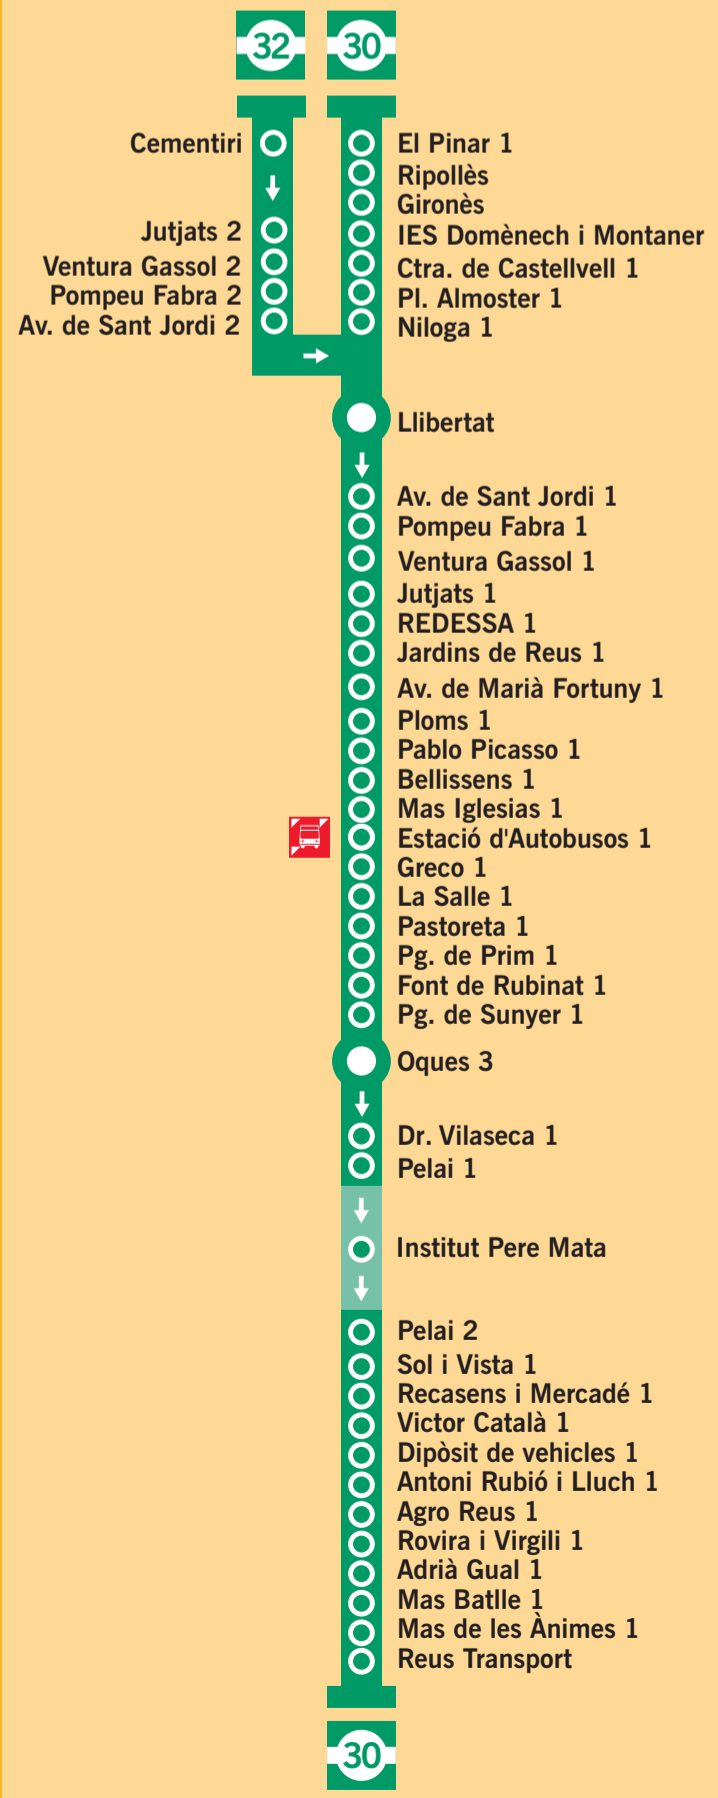 32
30
Cementiri
Jutjats 2
Ventura Gassol 2
Pompeu Fabra 2
Av. de Sant Jordi 2
El Pinar 1
Ripollès
Gironès
IES Domènech i Montaner
Ctra. de Castellvell 1
Pl. Almoster 1
Niloga 1
Llibertat
Av. de Sant Jordi 1
Pompeu Fabra 1
Ventura Gassol 1
Jutjats 1
REDESSA 1
Jardins de Reus 1
Av. de Marià Fortuny 1
Ploms 1
Pablo Picasso 1
Bellissens 1
Mas Iglesias 1
Estació d'Autobusos 1
Greco 1
La Salle 1
Pastoreta 1
Pg. de Prim 1
Font de Rubinat 1
Pg. de Sunyer 1
Oques 3
Dr. Vilaseca 1
Pelai 1
Institut Pere Mata
Pelai 2
Sol i Vista 1
Recasens i Mercadé 1
Victor Català 1
Dipòsit de vehicles 1
Antoni Rubió i Lluch 1
Agro Reus 1
Rovira i Virgili 1
Adrià Gual 1
Mas Batlle 1
Mas de les Ànimes 1
Reus Transport
30